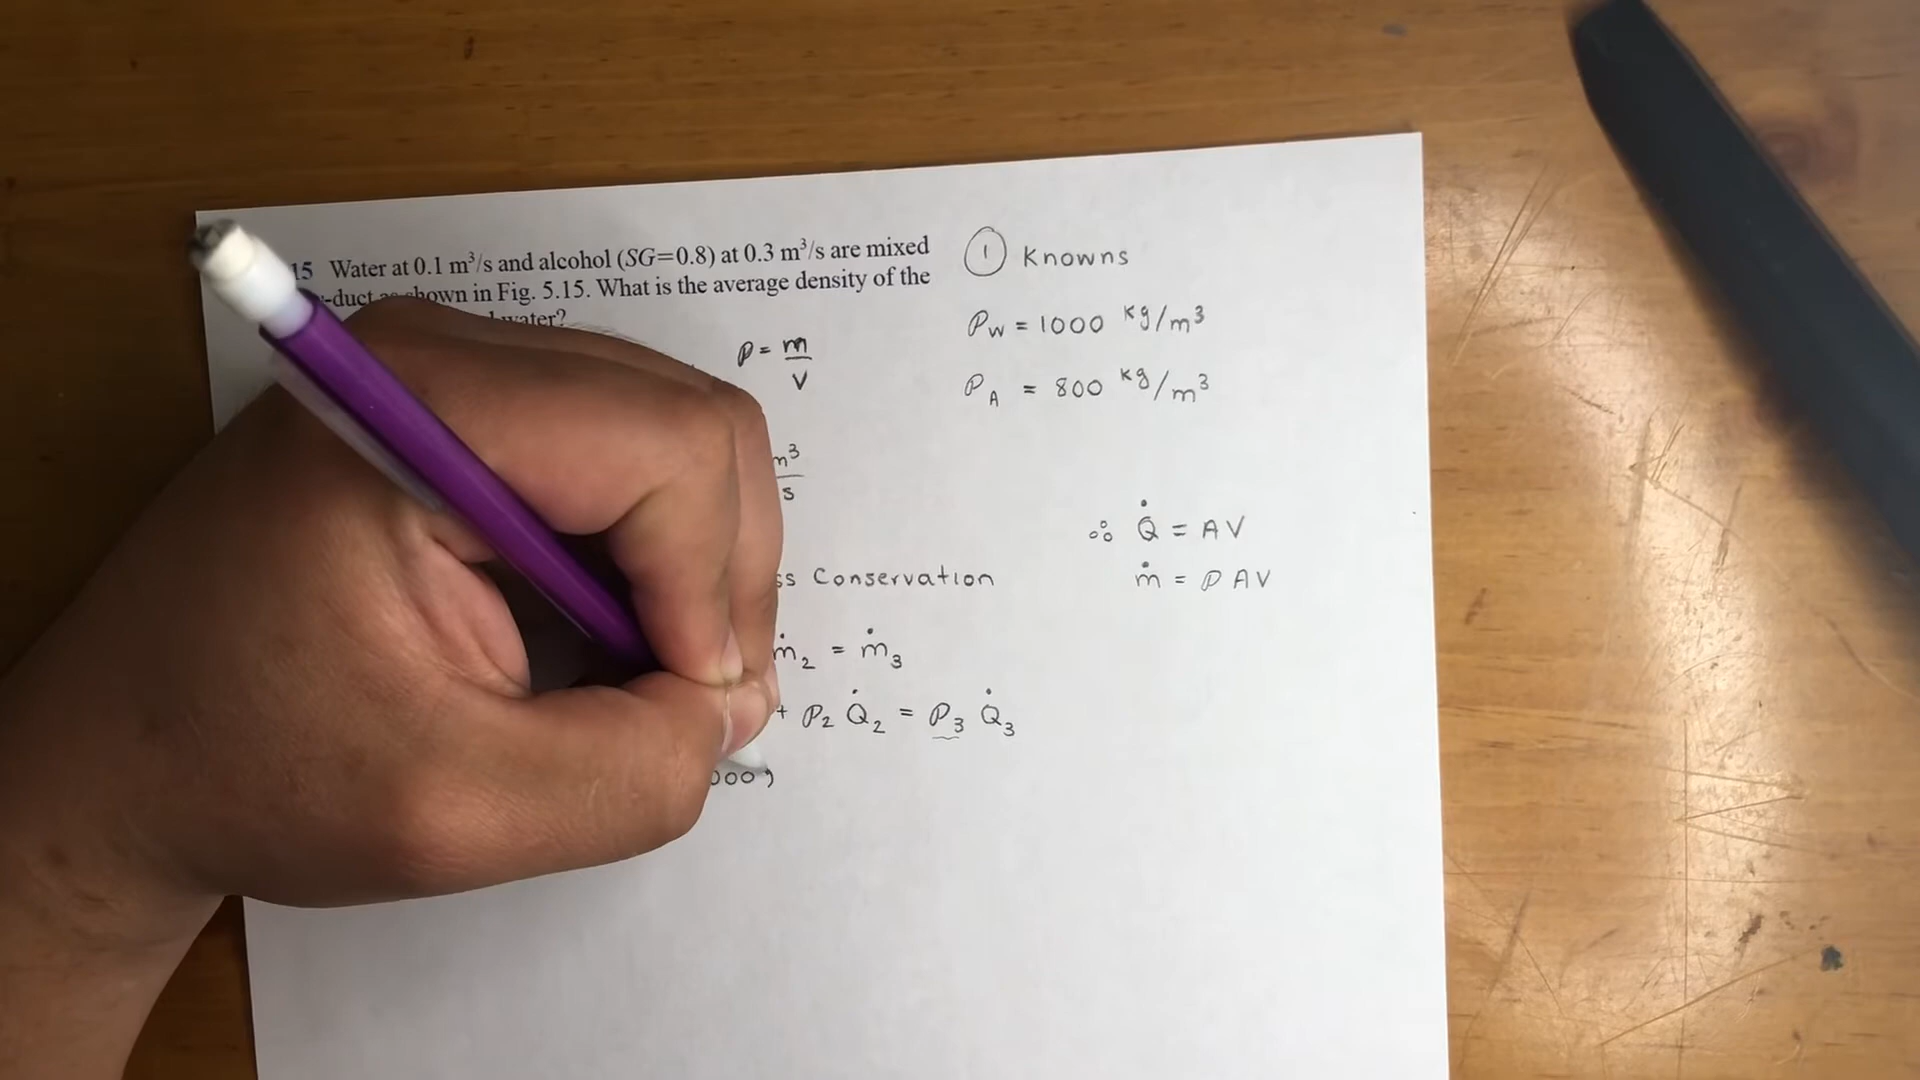 15 Water at 0.1 m³/s and alcohol (SG=0.8) at 0.3 m³/s are mixed
-duct as shown in Fig. 5.15. What is the average density of the
water?
ρ = m/V
m³/s
ss Conservation
ṁ₂ = ṁ₃
+ ρ₂ Q̇₂ = ρ₃ Q̇₃
000)
① Knowns
ρw = 1000 kg/m³
ρA = 800 kg/m³
Q̇ = AV
ṁ = ρAV